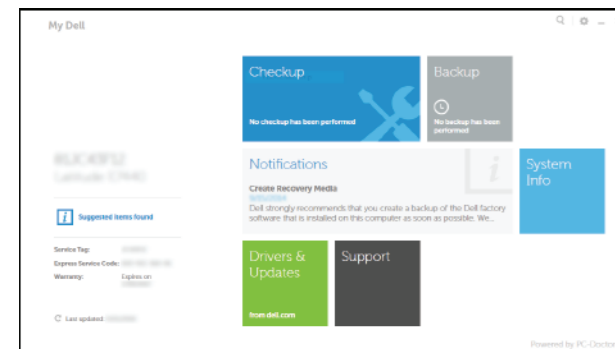 My Dell
Checkup
No checkup has been performed
Backup
No backup has been
performed
Notifications
Create Recovery Media
Dell strongly recommends that you create a backup of the Dell factory
software that is installed on this computer as soon as possible. We...
System
Info
Suggested items found
Service Tag:
Express Service Code:
Warranty: Expires on
Last updated:
Drivers &
Updates
from dell.com
Support
Powered by PC-Doctor